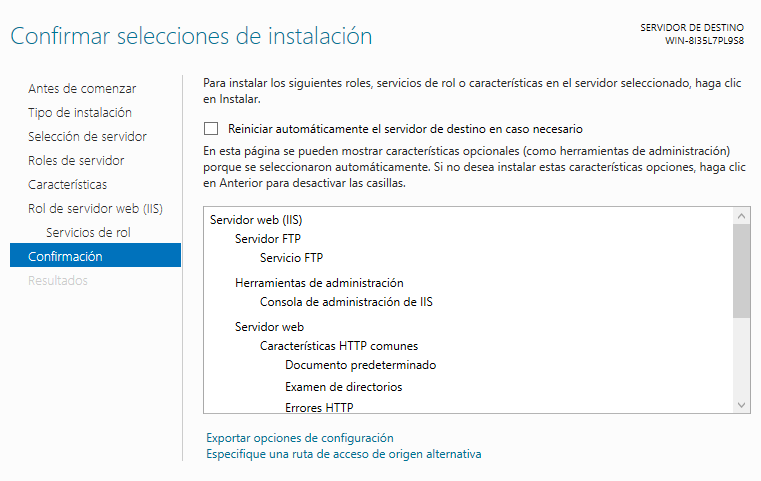 Confirmar selecciones de instalación
SERVIDOR DE DESTINO
WIN-8I35L7PL9S8
Antes de comenzar
Tipo de instalación
Selección de servidor
Roles de servidor
Características
Rol de servidor web (IIS)
Servicios de rol
Confirmación
Resultados
Para instalar los siguientes roles, servicios de rol o características en el servidor seleccionado, haga clic
en Instalar.
Reiniciar automáticamente el servidor de destino en caso necesario
En esta página se pueden mostrar características opcionales (como herramientas de administración)
porque se seleccionaron automáticamente. Si no desea instalar estas características opciones, haga clic
en Anterior para desactivar las casillas.
Servidor web (IIS)
Servidor FTP
Servicio FTP
Herramientas de administración
Consola de administración de IIS
Servidor web
Características HTTP comunes
Documento predeterminado
Examen de directorios
Errores HTTP
Exportar opciones de configuración
Especifique una ruta de acceso de origen alternativa